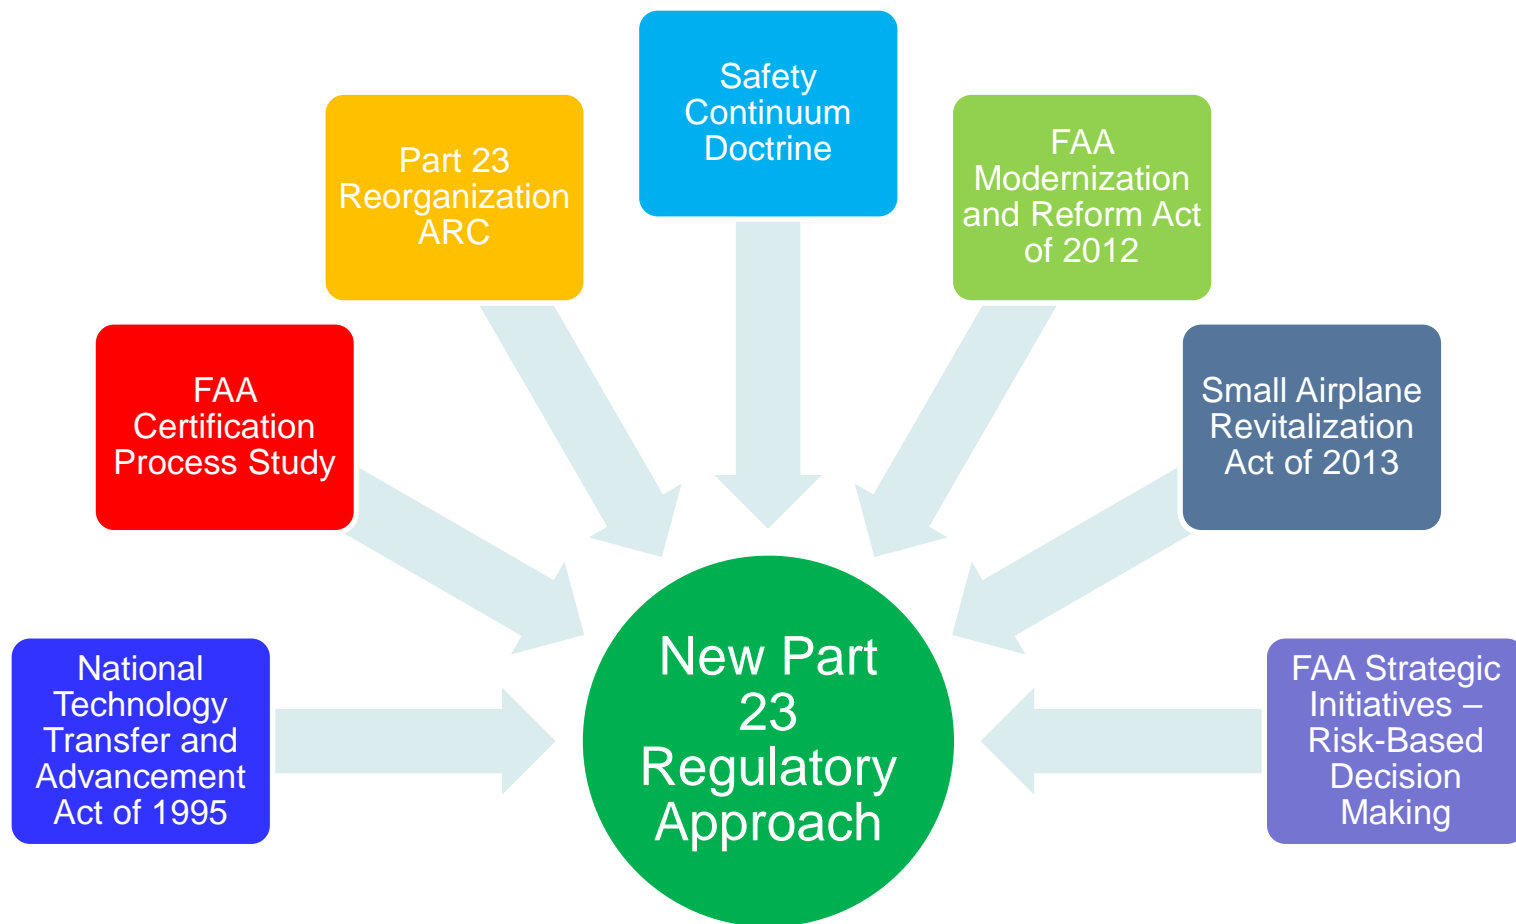 Safety
Continuum
Doctrine
Part 23
Reorganization
ARC
FAA
Modernization
and Reform Act
of 2012
FAA
Certification
Process Study
Small Airplane
Revitalization
Act of 2013
National
Technology
Transfer and
Advancement
Act of 1995
New Part
23
Regulatory
Approach
FAA Strategic
Initiatives –
Risk-Based
Decision
Making